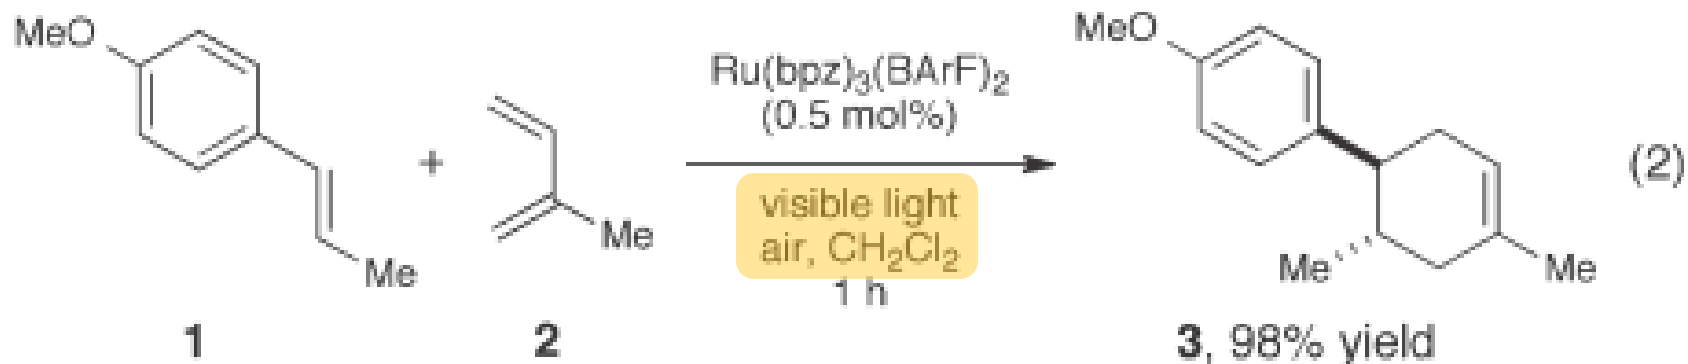 MeO
Me
1
+
Me
2
Ru(bpz)₃(BArF)₂
(0.5 mol%)
visible light
air, CH₂Cl₂
1 h
MeO
Me
Me
3, 98% yield
(2)